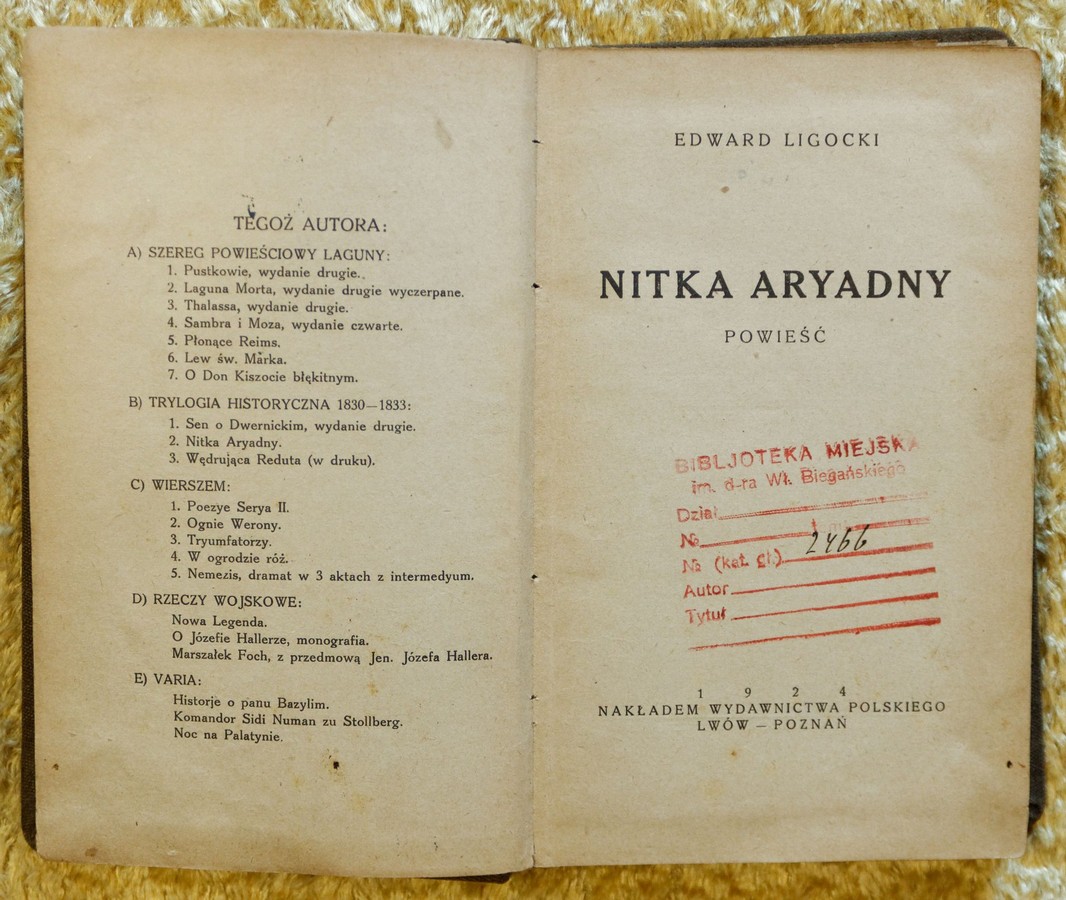 TEGOŻ AUTORA:
A) SZEREG POWIEŚCIOWY LAGUNY:
1. Pustkowie, wydanie drugie.
2. Laguna Morta, wydanie drugie wyczerpane.
3. Thalassa, wydanie drugie.
4. Sambra i Moza, wydanie czwarte.
5. Płonące Reims.
6. Lew św. Marka.
7. O Don Kiszocie błękitnym.
B) TRYLOGIA HISTORYCZNA 1830—1833:
1. Sen o Dwernickim, wydanie drugie.
2. Nitka Aryadny.
3. Wędrująca Reduta (w druku).
C) WIERSZEM:
1. Poezye Serya II.
2. Ognie Werony.
3. Tryumfatorzy.
4. W ogrodzie róż.
5. Nemezis, dramat w 3 aktach z intermedyum.
D) RZECZY WOJSKOWE:
Nowa Legenda.
O Józefie Hallerze, monografia.
Marszałek Foch, z przedmową Jen. Józefa Hallera.
E) VARIA:
Historje o panu Bazylim.
Komandor Sidi Numan zu Stollberg.
Noc na Palatynie.
EDWARD LIGOCKI
NITKA ARYADNY
POWIEŚĆ
BIBLJOTEKA MIEJSKA
im. d-ra Wł. Biegańskiego
Dział
№
№ (kat. gł.) 2466
Autor
Tytuł
1924
NAKŁADEM WYDAWNICTWA POLSKIEGO
LWÓW — POZNAŃ